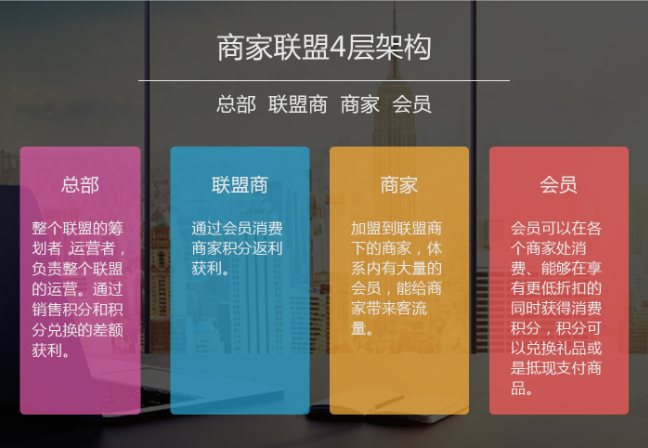 商家联盟4层架构
总部 联盟商 商家 会员
总部
整个联盟的筹
划者，运营者，
负责整个联盟
的运营。通过
销售积分和积
分兑换的差额
获利。
联盟商
通过会员消费
商家积分返利
获利。
商家
加盟到联盟商
下的商家，体
系内有大量的
会员，能给商
家带来客流
量。
会员
会员可以在各
个商家处消
费、能够在享
有更低折扣的
同时获得消费
积分，积分可
以兑换礼品或
是抵现支付商
品。